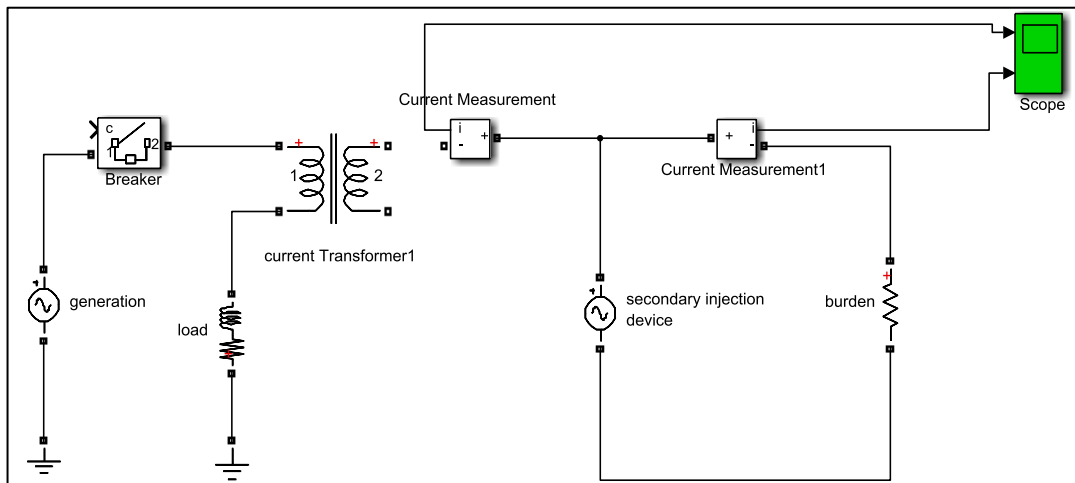 Scope
Current Measurement
i
+
-
+
i
-
Current Measurement1
c
1
2
Breaker
+
+
1
2
current Transformer1
+
generation
load
+
+
secondary injection
device
burden
+